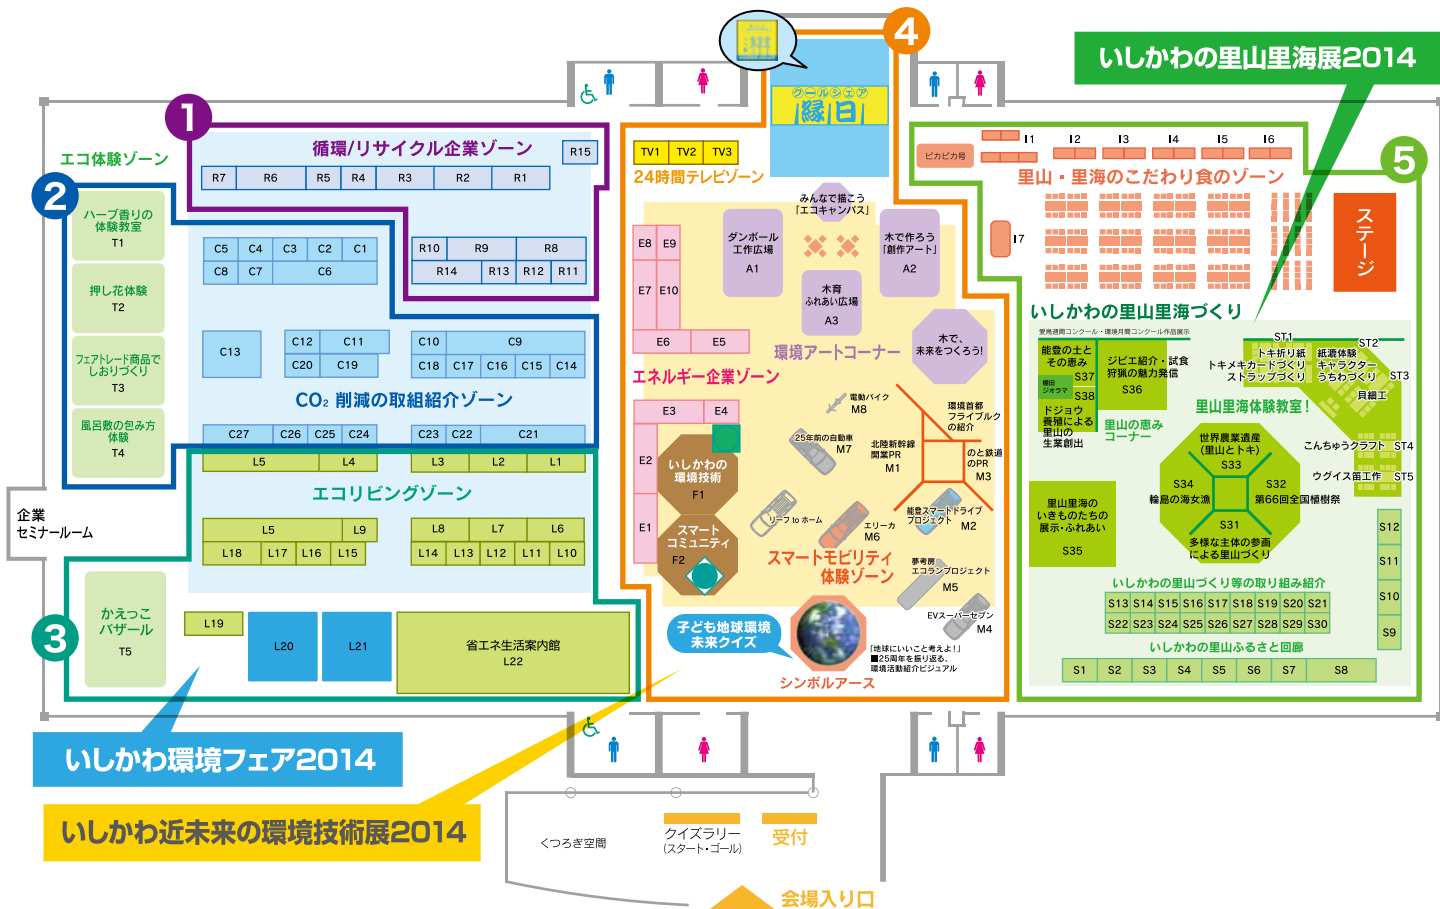 4
いしかわの里山里海展2014
クールシェア
縁日
1
循環/リサイクル企業ゾーン
R15
R7 R6 R5 R4 R3 R2 R1
R10 R9 R8
R14 R13 R12 R11
エコ体験ゾーン
2
ハーブ香りの
体験教室
T1
押し花体験
T2
フェアトレード商品で
しおりづくり
T3
風呂敷の包み方
体験
T4
C5 C4 C3 C2 C1
C8 C7 C6
C13
C12 C11
C20 C19
C10 C9
C18 C17 C16 C15 C14
CO₂ 削減の取組紹介ゾーン
C27 C26 C25 C24
C23 C22 C21
L5 L4
L3 L2 L1
エコリビングゾーン
L5 L9
L18 L17 L16 L15
L8 L7 L6
L14 L13 L12 L11 L10
企業
セミナールーム
3
かえっこ
バザール
T5
L19
L20
L21
省エネ生活案内館
L22
いしかわ環境フェア2014
いしかわ近未来の環境技術展2014
TV1 TV2 TV3
24時間テレビゾーン
みんなで描こう
「エコキャンバス」
ダンボール
工作広場
A1
木で作ろう
「創作アート」
A2
木育
ふれあい広場
A3
環境アートコーナー
木で、
未来をつくろう!
E8 E9
E7 E10
E6 E5
エネルギー企業ゾーン
E3 E4
E2
E1
いしかわの
環境技術
F1
スマート
コミュニティ
F2
電動バイク
M8
25年前の自動車
M7
環境首都
フライブルク
の紹介
北陸新幹線
開業PR
M1
のと鉄道
のPR
M3
リーフ to ホーム
エリーカ
M6
能登スマートドライブ
プロジェクト
M2
スマートモビリティ
体験ゾーン
夢考房
エコランプロジェクト
M5
EVスーパーセブン
M4
子ども地球環境
未来クイズ
「地球にいいこと考えよ!」
■25周年を振り返る、
環境活動紹介ビジュアル
シンボルアース
5
ピカピカ号
I1 I2 I3 I4 I5 I6
里山・里海のこだわり食のゾーン
I7
ステージ
いしかわの里山里海づくり
愛鳥週間コンクール・環境月間コンクール作品展示
能登の土と
その恵み
S37
棚田
ジオラマ
S38
ドジョウ
養殖による
里山の
生業創出
ジビエ紹介・試食
狩猟の魅力発信
S36
里山の恵み
コーナー
ST1
トキ折り紙
トキメキカードづくり
ストラップづくり
ST2
紙漉体験
キャラクター
うちわづくり
ST3
貝細工
里山里海体験教室!
こんちゅうクラフト ST4
ウグイス笛工作 ST5
世界農業遺産
(里山とトキ)
S33
S34
輪島の海女漁
S32
第66回全国植樹祭
S31
多様な主体の参画
による里山づくり
里山里海の
いきものたちの
展示・ふれあい
S35
S12
S11
S10
S9
いしかわの里山づくり等の取り組み紹介
S13 S14 S15 S16 S17 S18 S19 S20 S21
S22 S23 S24 S25 S26 S27 S28 S29 S30
いしかわの里山ふるさと回廊
S1 S2 S3 S4 S5 S6 S7 S8
くつろぎ空間
クイズラリー
(スタート・ゴール)
受付
会場入り口